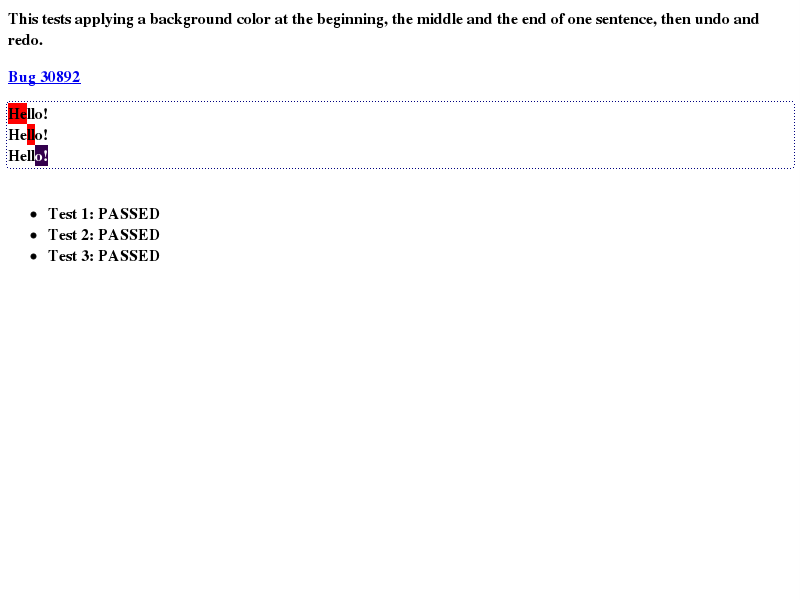 This tests applying a background color at the beginning, the middle and the end of one sentence, then undo and
redo.
Bug 30892
Hello!
Hello!
Hello!
Test 1: PASSED
Test 2: PASSED
Test 3: PASSED